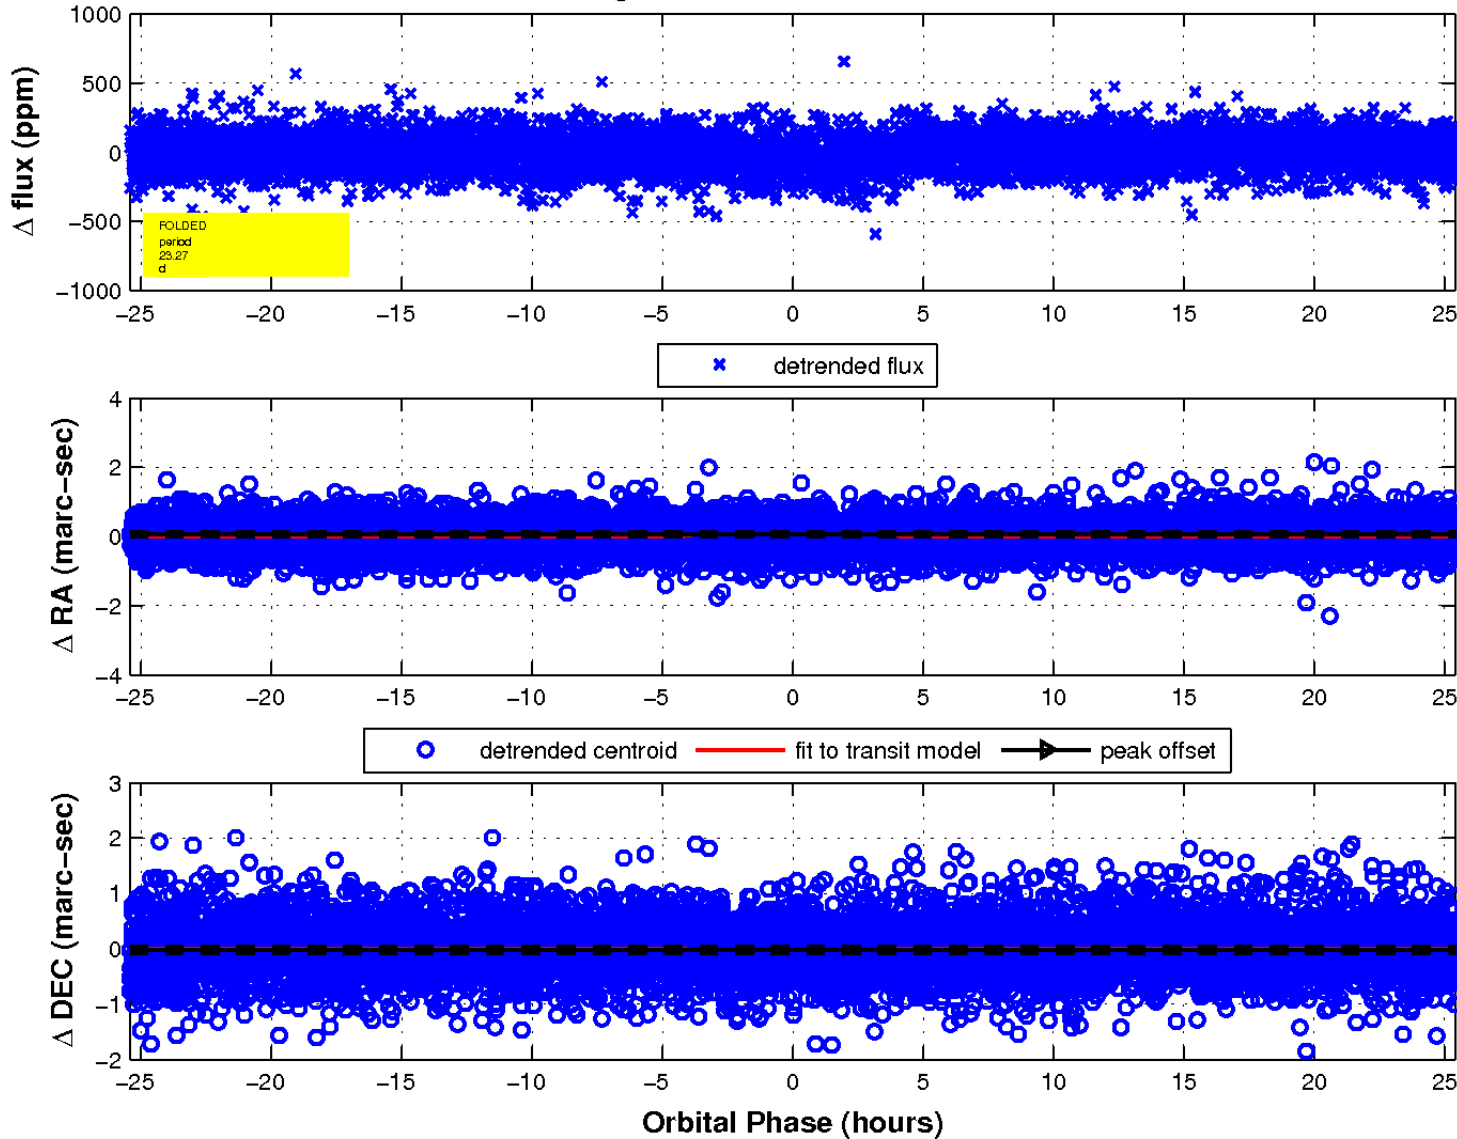 1000
500
0
−500
−1000
Δ flux (ppm)
FOLDED
period
23.27
d
−25 −20 −15 −10 −5 0 5 10 15 20 25
detrended flux
4
2
0
−2
−4
Δ RA (marc−sec)
−25 −20 −15 −10 −5 0 5 10 15 20 25
detrended centroid fit to transit model peak offset
3
2
1
0
−1
−2
Δ DEC (marc−sec)
−25 −20 −15 −10 −5 0 5 10 15 20 25
Orbital Phase (hours)